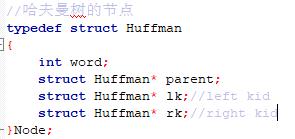 //哈夫曼树的节点
typedef struct Huffman
{
int word;
struct Huffman* parent;
struct Huffman* lk;//left kid
struct Huffman* rk;//right kid
}Node;